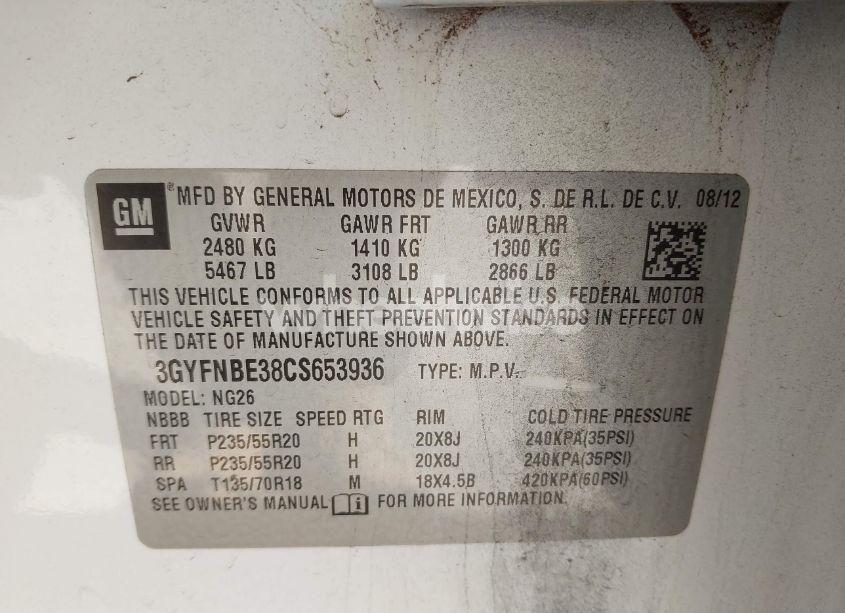 GM ® MFD BY GENERAL MOTORS DE MEXICO, S. DE R.L. DE C.V. 08/12
GVWR GAWR FRT GAWR RR
2480 KG 1410 KG 1300 KG
5467 LB 3108 LB 2866 LB
THIS VEHICLE CONFORMS TO ALL APPLICABLE U.S. FEDERAL MOTOR
VEHICLE SAFETY AND THEFT PREVENTION STANDARDS IN EFFECT ON
THE DATE OF MANUFACTURE SHOWN ABOVE.
3GYFNBE38CS653936 TYPE: M.P.V.
MODEL: NG26
NBBB TIRE SIZE SPEED RTG RIM COLD TIRE PRESSURE
FRT P235/55R20 H 20X8J 240KPA(35PSI)
RR P235/55R20 H 20X8J 240KPA(35PSI)
SPA T135/70R18 M 18X4.5B 420KPA(60PSI)
SEE OWNER'S MANUAL i FOR MORE INFORMATION.